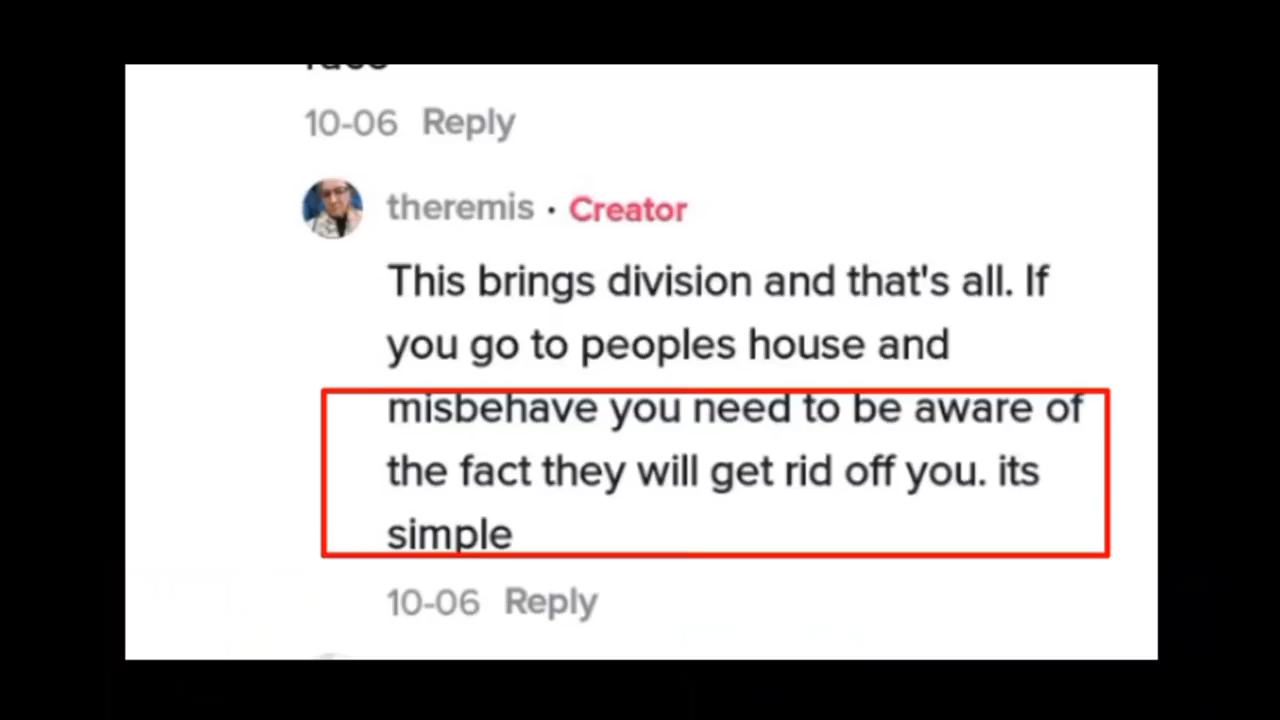 10-06 Reply
theremis · Creator
This brings division and that's all. If
you go to peoples house and
misbehave you need to be aware of
the fact they will get rid off you. its
simple
10-06 Reply